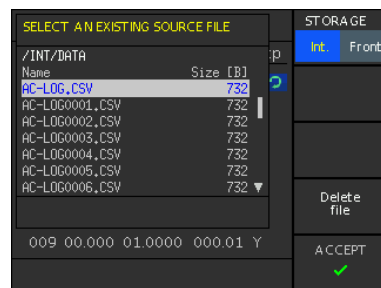 SELECT AN EXISTING SOURCE FILE
STORAGE
Int. Front
/INT/DATA
Name Size [B]
AC-LOG.CSV 732
AC-LOG0001.CSV 732
AC-LOG0002.CSV 732
AC-LOG0003.CSV 732
AC-LOG0004.CSV 732
AC-LOG0005.CSV 732
AC-LOG0006.CSV 732
009 00.000 01.0000 000.01 Y
Delete
file
ACCEPT